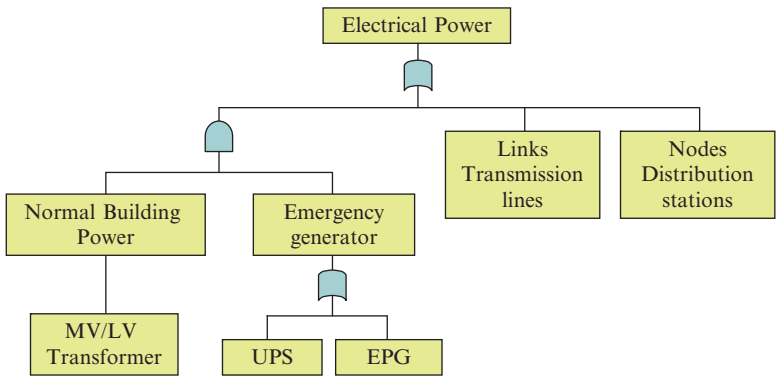 Electrical Power
Links
Transmission
lines
Nodes
Distribution
stations
Normal Building
Power
Emergency
generator
MV/LV
Transformer
UPS
EPG